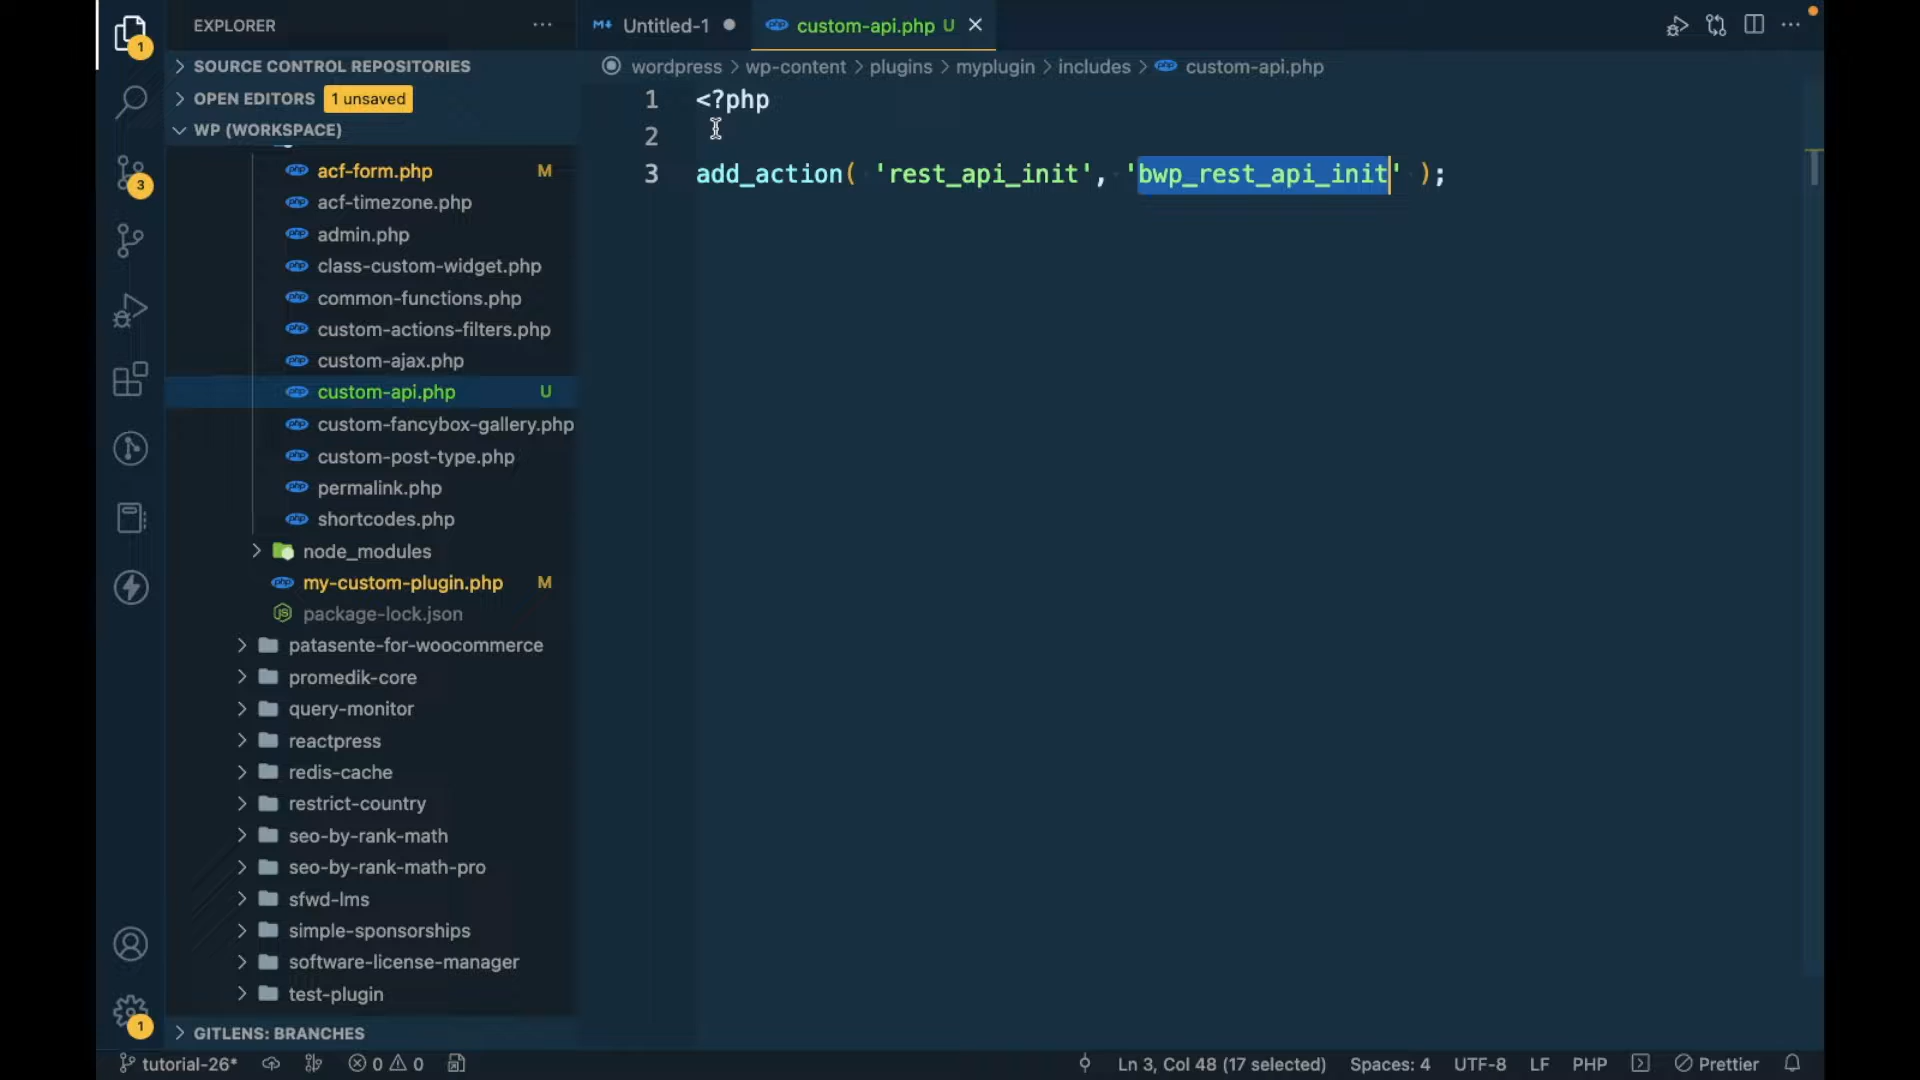 EXPLORER
SOURCE CONTROL REPOSITORIES
OPEN EDITORS 1 unsaved
WP (WORKSPACE)
acf-form.php M
acf-timezone.php
admin.php
class-custom-widget.php
common-functions.php
custom-actions-filters.php
custom-ajax.php
custom-api.php U
custom-fancybox-gallery.php
custom-post-type.php
permalink.php
shortcodes.php
node_modules
my-custom-plugin.php M
package-lock.json
patasente-for-woocommerce
promedik-core
query-monitor
reactpress
redis-cache
restrict-country
seo-by-rank-math
seo-by-rank-math-pro
sfwd-lms
simple-sponsorships
software-license-manager
test-plugin
GITLENS: BRANCHES
1
3
1
Untitled-1
custom-api.php U
wordpress > wp-content > plugins > myplugin > includes > custom-api.php
1 <?php
2
3 add_action( 'rest_api_init', 'bwp_rest_api_init' );
tutorial-26* 0 0 Ln 3, Col 48 (17 selected) Spaces: 4 UTF-8 LF PHP Prettier